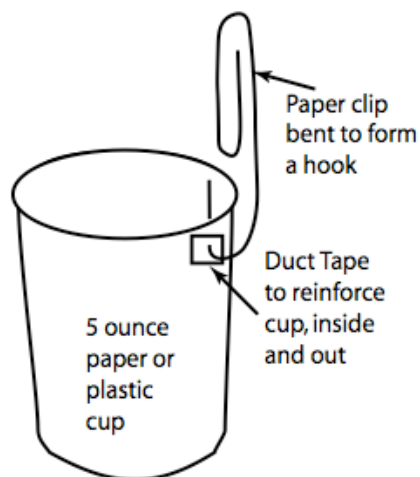 Paper clip
bent to form
a hook
Duct Tape
to reinforce
cup, inside
and out
5 ounce
paper or
plastic
cup